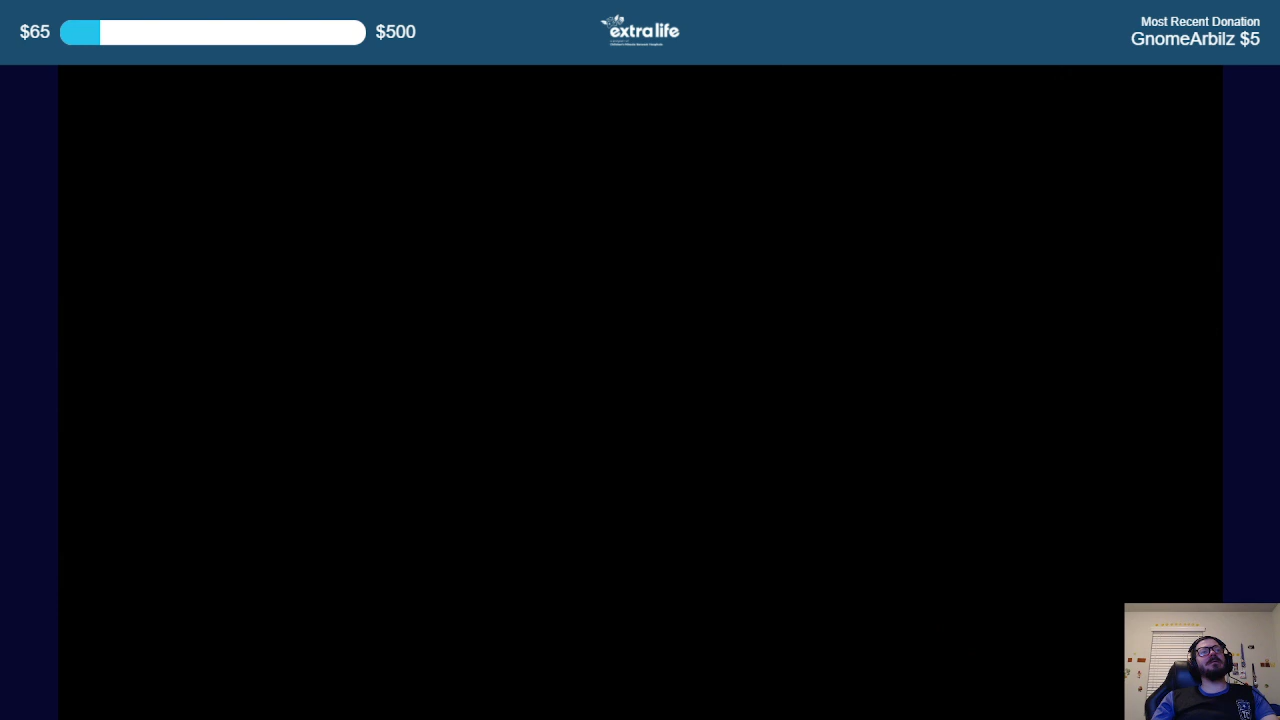 $65
$500
extra life
Most Recent Donation
GnomeArbilz $5